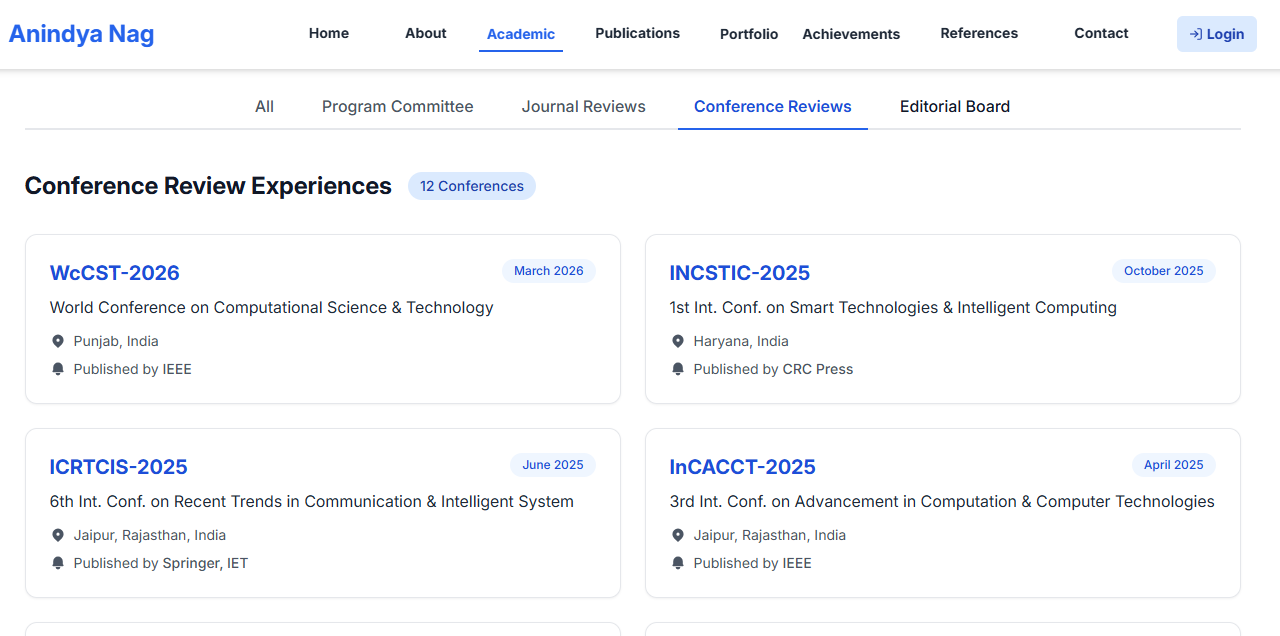 Anindya Nag
Home About Academic Publications Portfolio Achievements References Contact Login
All Program Committee Journal Reviews Conference Reviews Editorial Board
Conference Review Experiences 12 Conferences
WcCST-2026 March 2026
World Conference on Computational Science & Technology
Punjab, India
Published by IEEE
INCSTIC-2025 October 2025
1st Int. Conf. on Smart Technologies & Intelligent Computing
Haryana, India
Published by CRC Press
ICRTCIS-2025 June 2025
6th Int. Conf. on Recent Trends in Communication & Intelligent System
Jaipur, Rajasthan, India
Published by Springer, IET
InCACCT-2025 April 2025
3rd Int. Conf. on Advancement in Computation & Computer Technologies
Jaipur, Rajasthan, India
Published by IEEE